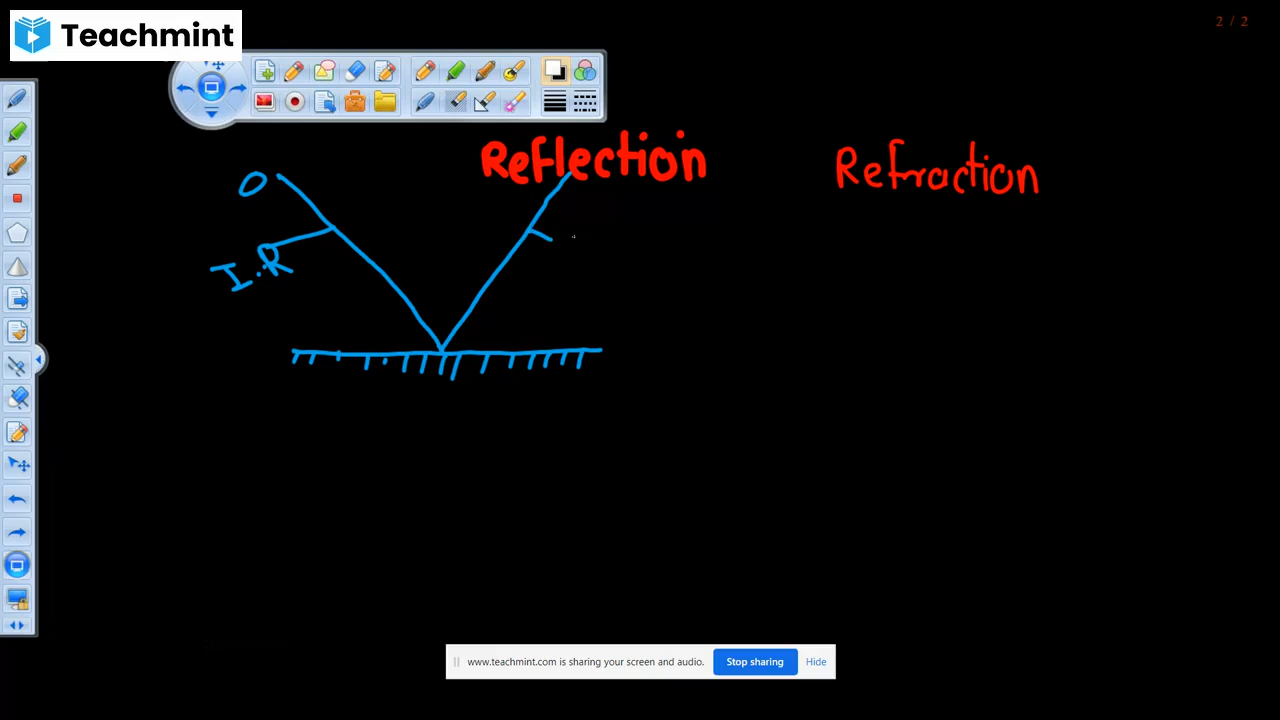 2 / 2
Teachmint
Reflection
Refraction
O
I.R
www.teachmint.com is sharing your screen and audio.
Stop sharing
Hide